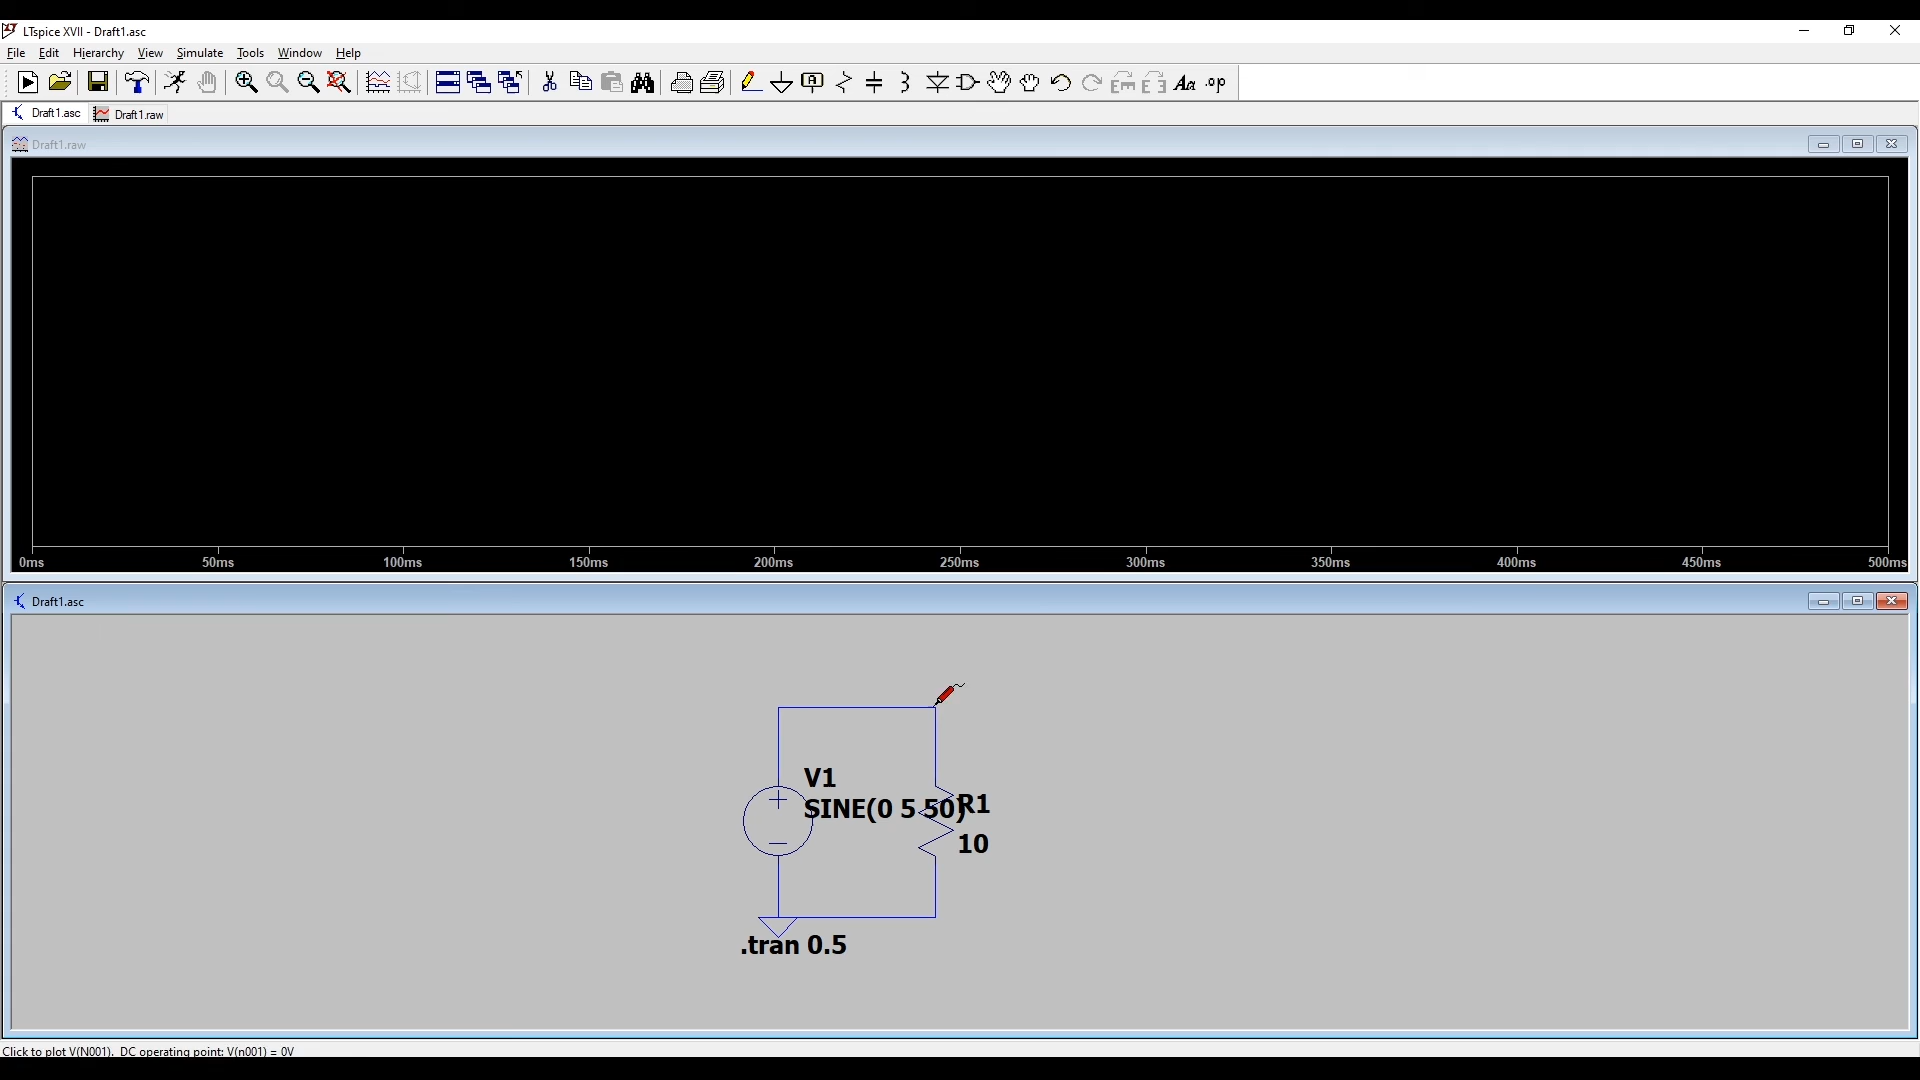 LTspice XVII - Draft1.asc
File Edit Hierarchy View Simulate Tools Window Help
A Aa .op
Draft1.asc Draft1.raw
Draft1.raw
0ms 50ms 100ms 150ms 200ms 250ms 300ms 350ms 400ms 450ms 500ms
Draft1.asc
V1
SINE(0 5 50)
R1
10
.tran 0.5
Click to plot V(N001). DC operating point: V(n001) = 0V